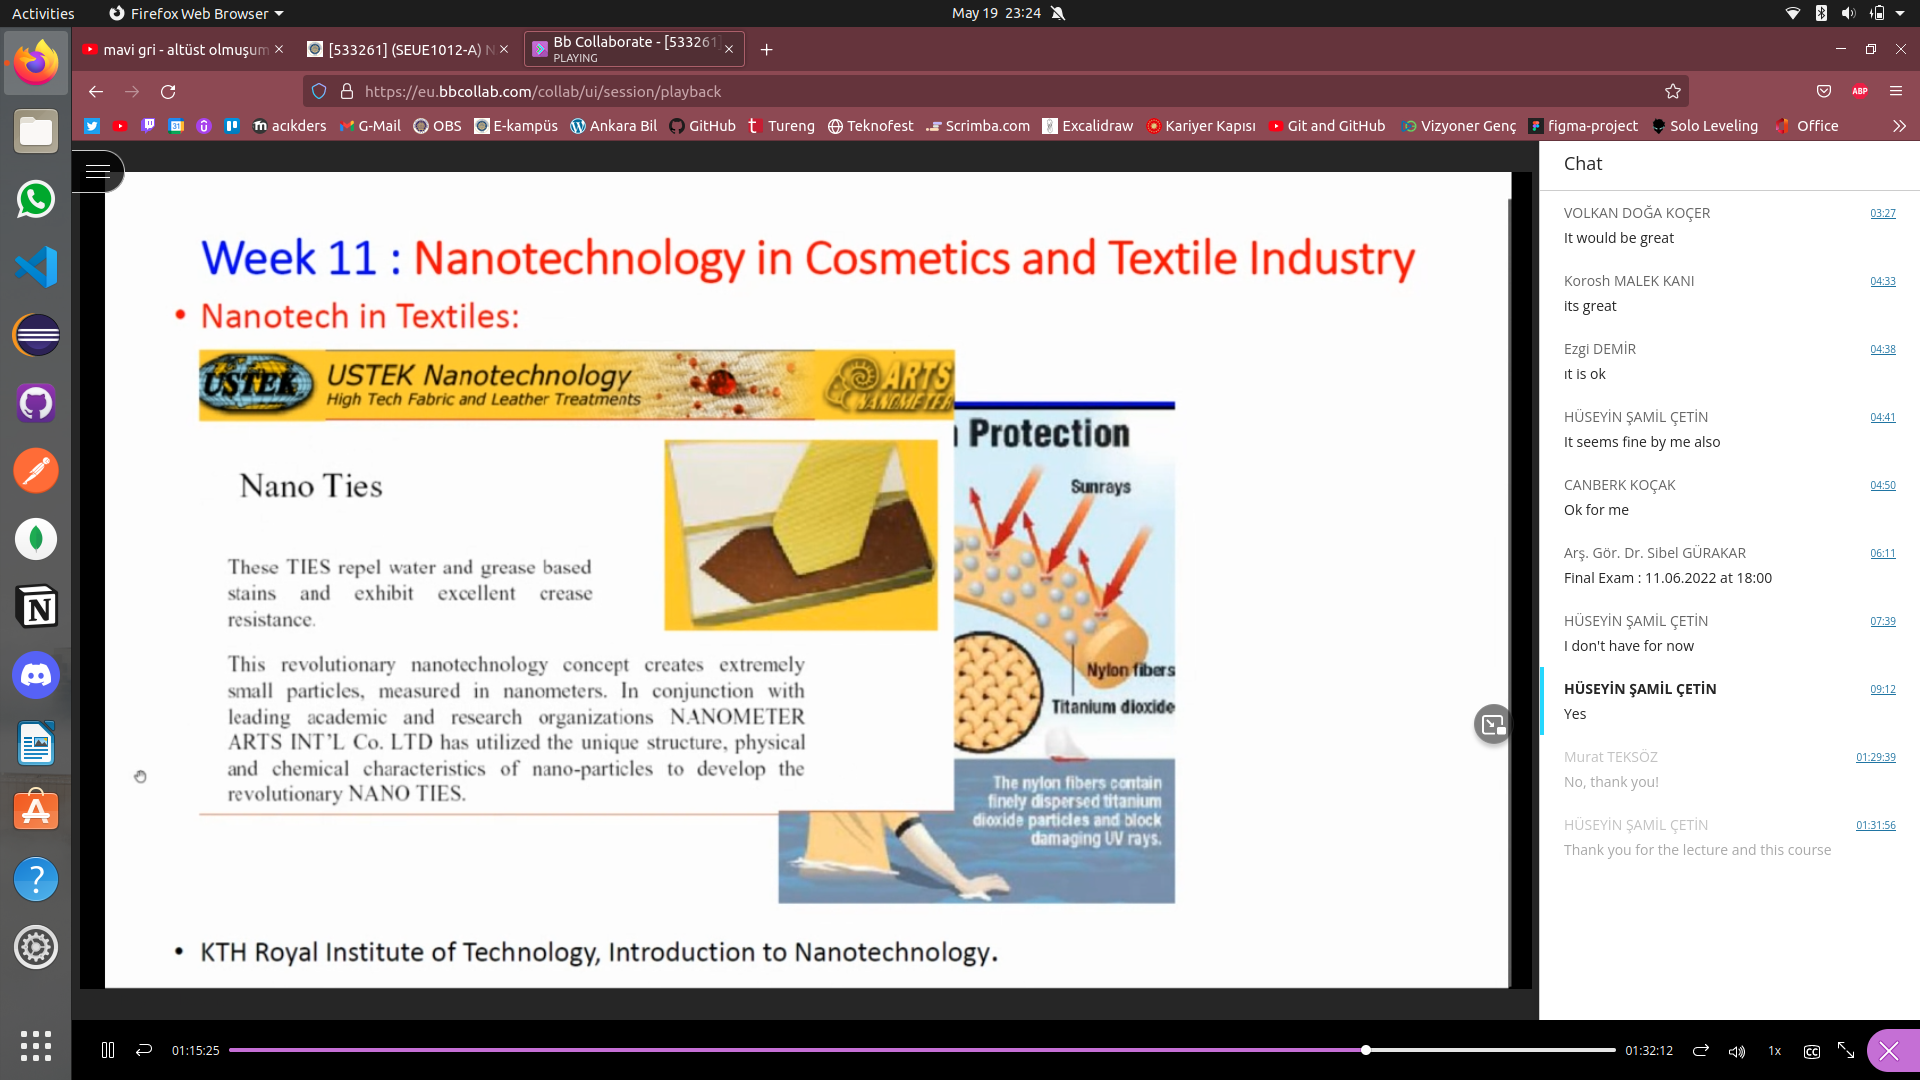 Activities
Firefox Web Browser
May 19 23:24
mavi gri - altüst olmuşum
[533261] (SEUE1012-A) N
Bb Collaborate - [533261]
PLAYING
https://eu.bbcollab.com/collab/ui/session/playback
ABP
acıkders
G-Mail
OBS
E-kampüs
Ankara Bil
GitHub
Tureng
Teknofest
Scrimba.com
Excalidraw
Kariyer Kapısı
Git and GitHub
Vizyoner Genç
figma-project
Solo Leveling
Office
Week 11 : Nanotechnology in Cosmetics and Textile Industry
• Nanotech in Textiles:
USTEK
USTEK Nanotechnology
High Tech Fabric and Leather Treatments
ARTS
NANOMETER
Nano Ties
These TIES repel water and grease based
stains and exhibit excellent crease
resistance.
This revolutionary nanotechnology concept creates extremely
small particles, measured in nanometers. In conjunction with
leading academic and research organizations NANOMETER
ARTS INT'L Co. LTD has utilized the unique structure, physical
and chemical characteristics of nano-particles to develop the
revolutionary NANO TIES.
Protection
Sunrays
Nylon fibers
Titanium dioxide
The nylon fibers contain
finely dispersed titanium
dioxide particles and block
damaging UV rays.
• KTH Royal Institute of Technology, Introduction to Nanotechnology.
Chat
VOLKAN DOĞA KOÇER 03:27
It would be great
Korosh MALEK KANI 04:33
its great
Ezgi DEMİR 04:38
ıt is ok
HÜSEYİN ŞAMİL ÇETİN 04:41
It seems fine by me also
CANBERK KOÇAK 04:50
Ok for me
Arş. Gör. Dr. Sibel GÜRAKAR 06:11
Final Exam : 11.06.2022 at 18:00
HÜSEYİN ŞAMİL ÇETİN 07:39
I don't have for now
HÜSEYİN ŞAMİL ÇETİN 09:12
Yes
Murat TEKSÖZ 01:29:39
No, thank you!
HÜSEYİN ŞAMİL ÇETİN 01:31:56
Thank you for the lecture and this course
01:15:25
01:32:12
1x
CC